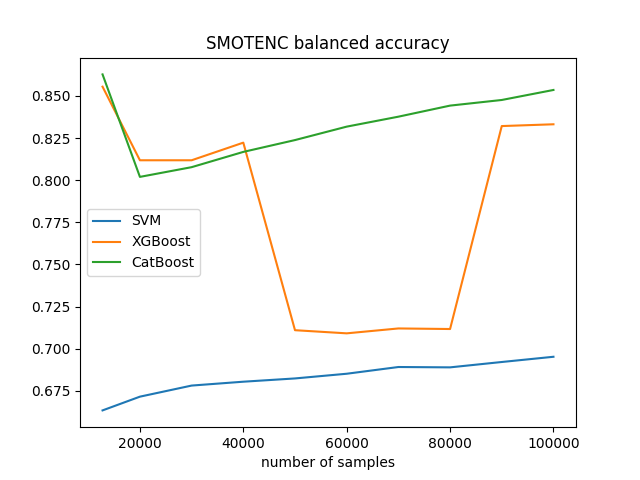 SMOTENC balanced accuracy
0.850
0.825
0.800
0.775
0.750
0.725
0.700
0.675
SVM
XGBoost
CatBoost
20000 40000 60000 80000 100000
number of samples